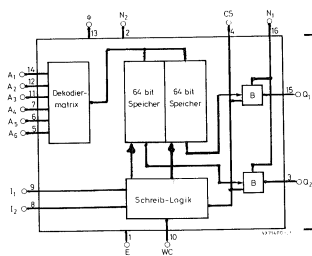 φ N₂ CS N₁
13 2 4 16
A₁ 14
A₂ 12
A₃ 11
A₄ 7
A₅ 6
A₆ 5
Dekodier-
matrix
64 bit
Speicher
64 bit
Speicher
B
15 Q₁
B
3 Q₂
I₁ 9
I₂ 8
Schreib-Logik
1 10
E WC